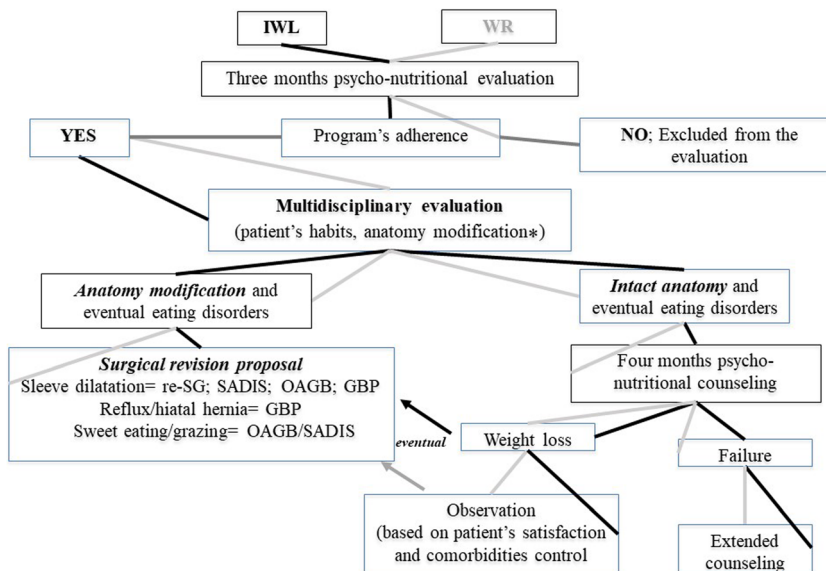 IWL
WR
Three months psycho-nutritional evaluation
YES
Program's adherence
NO; Excluded from the
evaluation
Multidisciplinary evaluation
(patient's habits, anatomy modification*)
Anatomy modification and
eventual eating disorders
Intact anatomy and
eventual eating disorders
Surgical revision proposal
Sleeve dilatation= re-SG; SADIS; OAGB; GBP
Reflux/hiatal hernia= GBP
Sweet eating/grazing= OAGB/SADIS
Four months psycho-
nutritional counseling
eventual
Weight loss
Failure
Observation
(based on patient's satisfaction
and comorbidities control
Extended
counseling